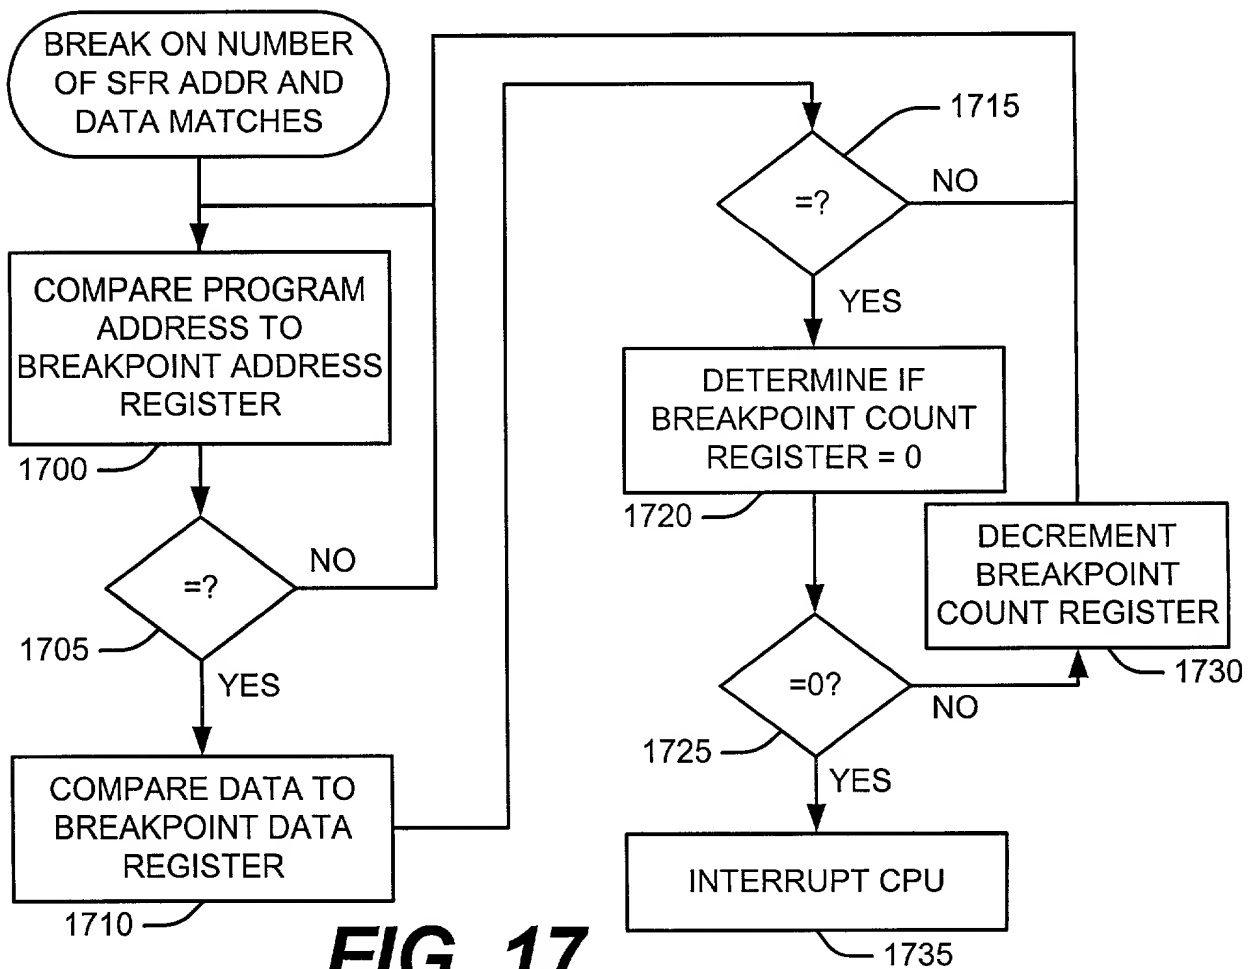 BREAK ON NUMBER
OF SFR ADDR AND
DATA MATCHES
COMPARE PROGRAM
ADDRESS TO
BREAKPOINT ADDRESS
REGISTER
1700
=?
NO
1705
YES
COMPARE DATA TO
BREAKPOINT DATA
REGISTER
1710
1715
=?
NO
YES
DETERMINE IF
BREAKPOINT COUNT
REGISTER = 0
1720
DECREMENT
BREAKPOINT
COUNT REGISTER
1730
=0?
NO
1725
YES
INTERRUPT CPU
1735
FIG. 17